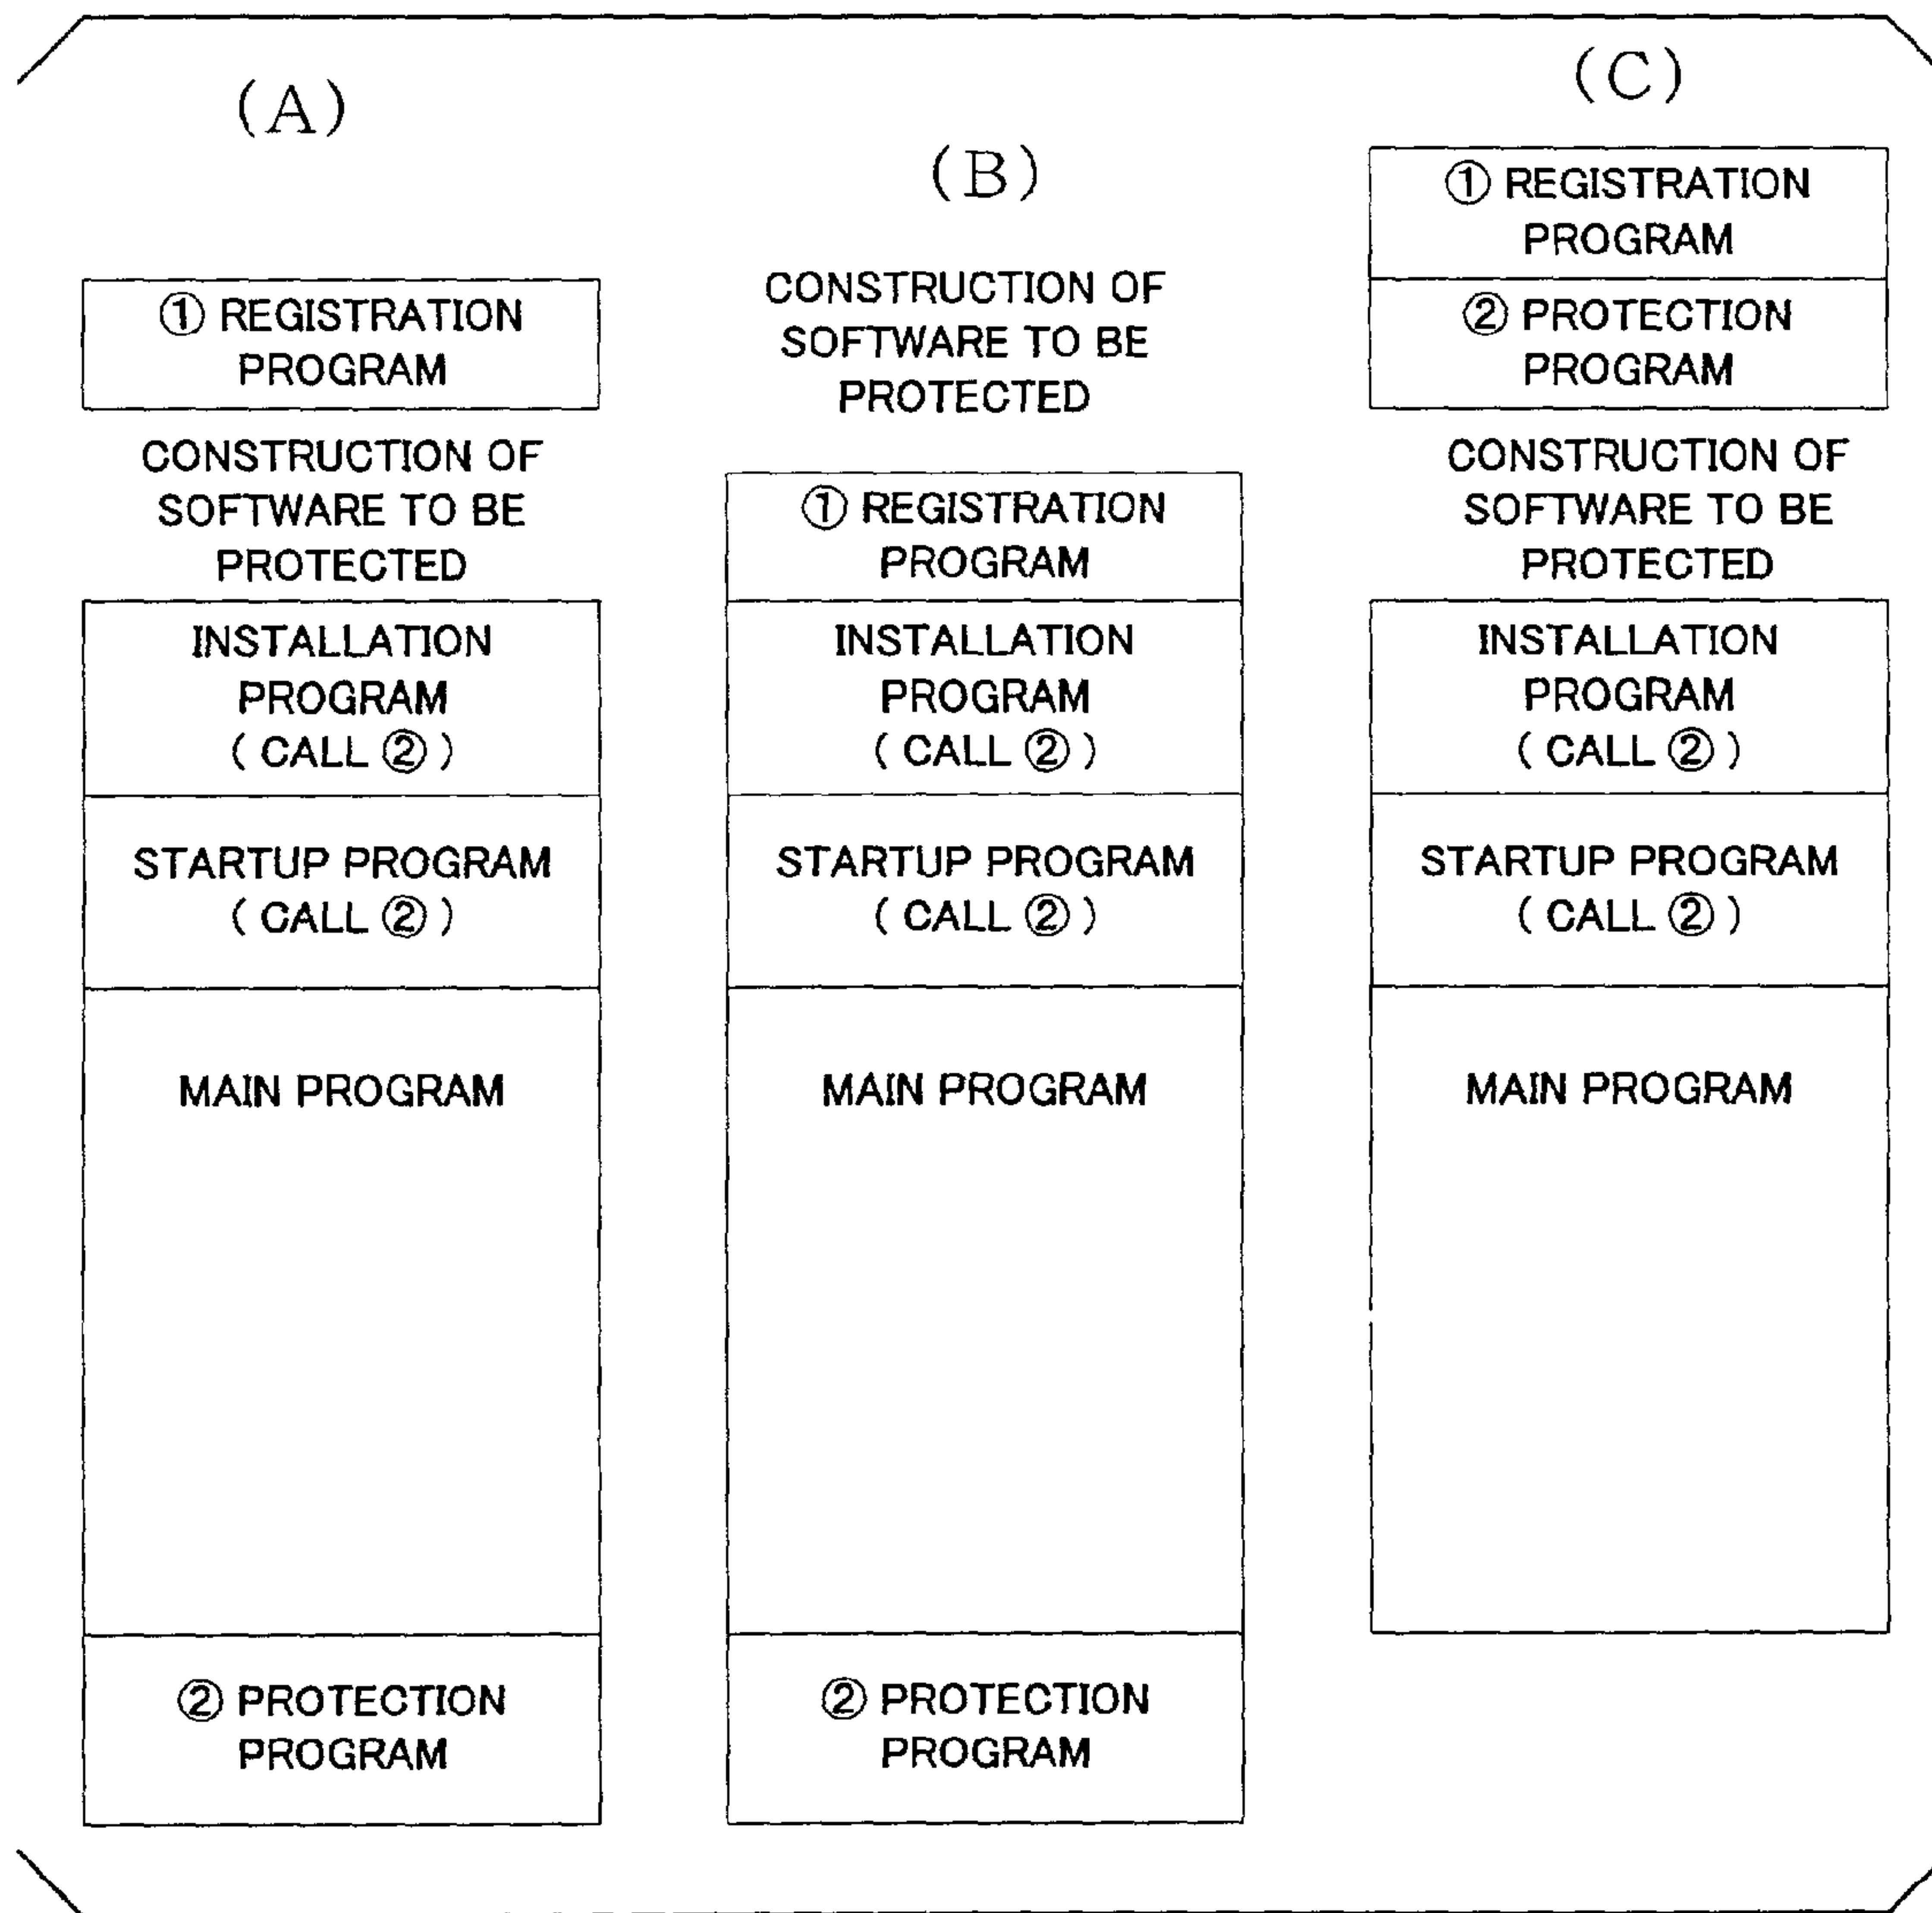 (A)
① REGISTRATION
PROGRAM
CONSTRUCTION OF
SOFTWARE TO BE
PROTECTED
INSTALLATION
PROGRAM
( CALL ② )
STARTUP PROGRAM
( CALL ② )
MAIN PROGRAM
② PROTECTION
PROGRAM
(B)
CONSTRUCTION OF
SOFTWARE TO BE
PROTECTED
① REGISTRATION
PROGRAM
INSTALLATION
PROGRAM
( CALL ② )
STARTUP PROGRAM
( CALL ② )
MAIN PROGRAM
② PROTECTION
PROGRAM
(C)
① REGISTRATION
PROGRAM
② PROTECTION
PROGRAM
CONSTRUCTION OF
SOFTWARE TO BE
PROTECTED
INSTALLATION
PROGRAM
( CALL ② )
STARTUP PROGRAM
( CALL ② )
MAIN PROGRAM